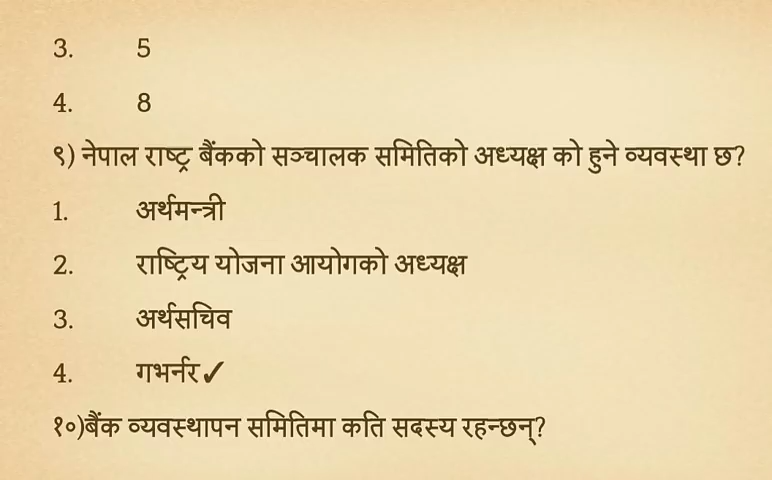 3. 5
4. 8
९) नेपाल राष्ट्र बैंकको सञ्चालक समितिको अध्यक्ष को हुने व्यवस्था छ?
1. अर्थमन्त्री
2. राष्ट्रिय योजना आयोगको अध्यक्ष
3. अर्थसचिव
4. गभर्नर✓
१०)बैंक व्यवस्थापन समितिमा कति सदस्य रहन्छन्?